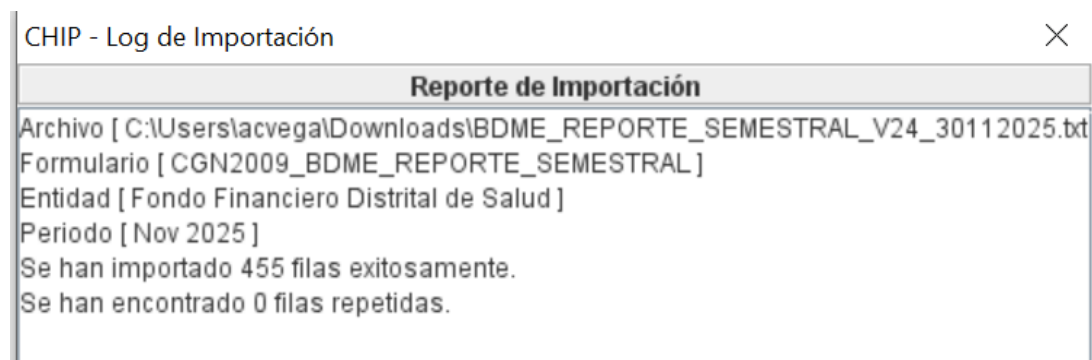 CHIP - Log de Importación
Reporte de Importación
Archivo [ C:\Users\acvega\Downloads\BDME_REPORTE_SEMESTRAL_V24_30112025.txt
Formulario [ CGN2009_BDME_REPORTE_SEMESTRAL ]
Entidad [ Fondo Financiero Distrital de Salud ]
Periodo [ Nov 2025 ]
Se han importado 455 filas exitosamente.
Se han encontrado 0 filas repetidas.